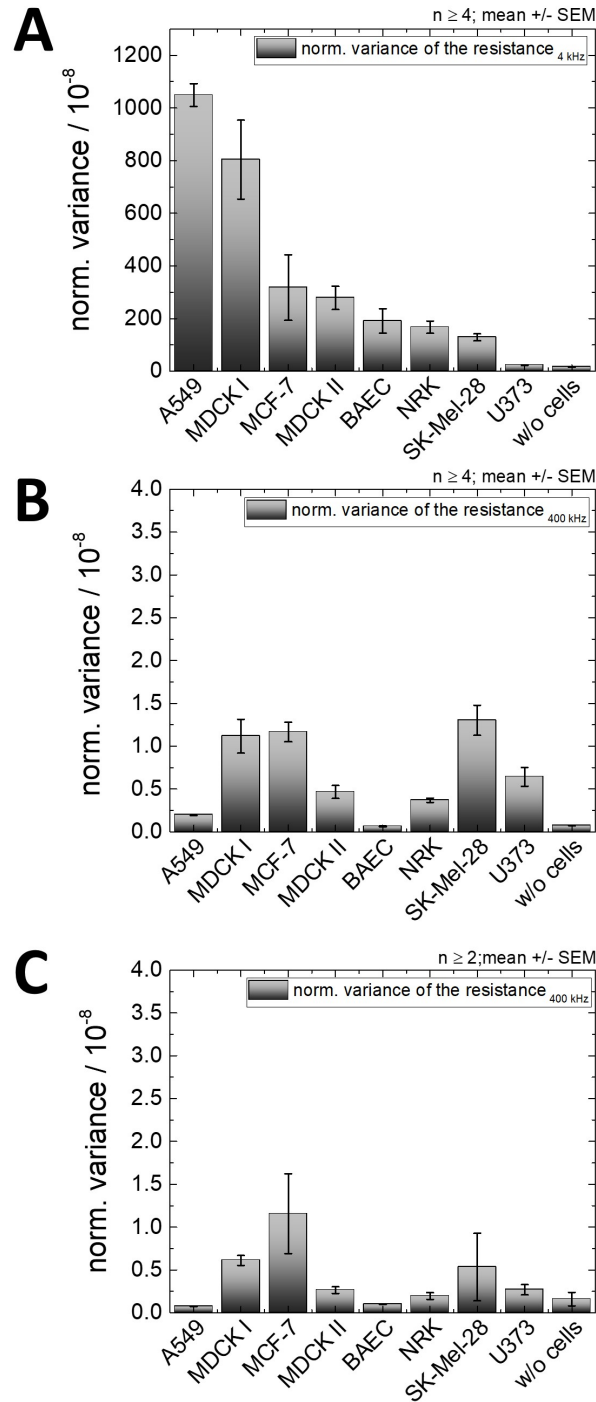 A
n ≥ 4; mean +/- SEM
norm. variance of the resistance 4 kHz
norm. variance / 10-8
1200
1000
800
600
400
200
0
A549
MDCK I
MCF-7
MDCK II
BAEC
NRK
SK-Mel-28
U373
w/o cells
B
n ≥ 4; mean +/- SEM
norm. variance of the resistance 400 kHz
norm. variance / 10-8
4.0
3.5
3.0
2.5
2.0
1.5
1.0
0.5
0.0
A549
MDCK I
MCF-7
MDCK II
BAEC
NRK
SK-Mel-28
U373
w/o cells
C
n ≥ 2;mean +/- SEM
norm. variance of the resistance 400 kHz
norm. variance / 10-8
4.0
3.5
3.0
2.5
2.0
1.5
1.0
0.5
0.0
A549
MDCK I
MCF-7
MDCK II
BAEC
NRK
SK-Mel-28
U373
w/o cells